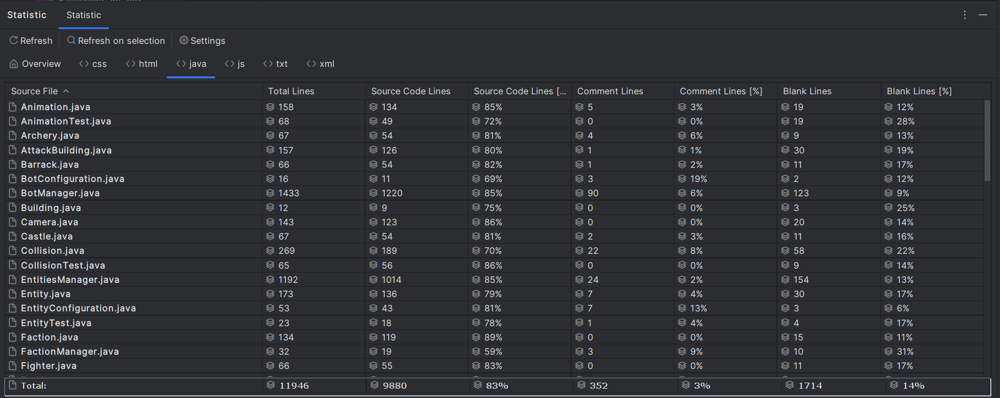 Statistic Statistic
Refresh Refresh on selection Settings
Overview css html java js txt xml
Source File Total Lines Source Code Lines Source Code Lines [... Comment Lines Comment Lines [%] Blank Lines Blank Lines [%]
Animation.java 158 134 85% 5 3% 19 12%
AnimationTest.java 68 49 72% 0 0% 19 28%
Archery.java 67 54 81% 4 6% 9 13%
AttackBuilding.java 157 126 80% 1 1% 30 19%
Barrack.java 66 54 82% 1 2% 11 17%
BotConfiguration.java 16 11 69% 3 19% 2 12%
BotManager.java 1433 1220 85% 90 6% 123 9%
Building.java 12 9 75% 0 0% 3 25%
Camera.java 143 123 86% 0 0% 20 14%
Castle.java 67 54 81% 2 3% 11 16%
Collision.java 269 189 70% 22 8% 58 22%
CollisionTest.java 65 56 86% 0 0% 9 14%
EntitiesManager.java 1192 1014 85% 24 2% 154 13%
Entity.java 173 136 79% 7 4% 30 17%
EntityConfiguration.java 53 43 81% 7 13% 3 6%
EntityTest.java 23 18 78% 1 4% 4 17%
Faction.java 134 119 89% 0 0% 15 11%
FactionManager.java 32 19 59% 3 9% 10 31%
Fighter.java 66 55 83% 0 0% 11 17%
Total: 11946 9880 83% 352 3% 1714 14%